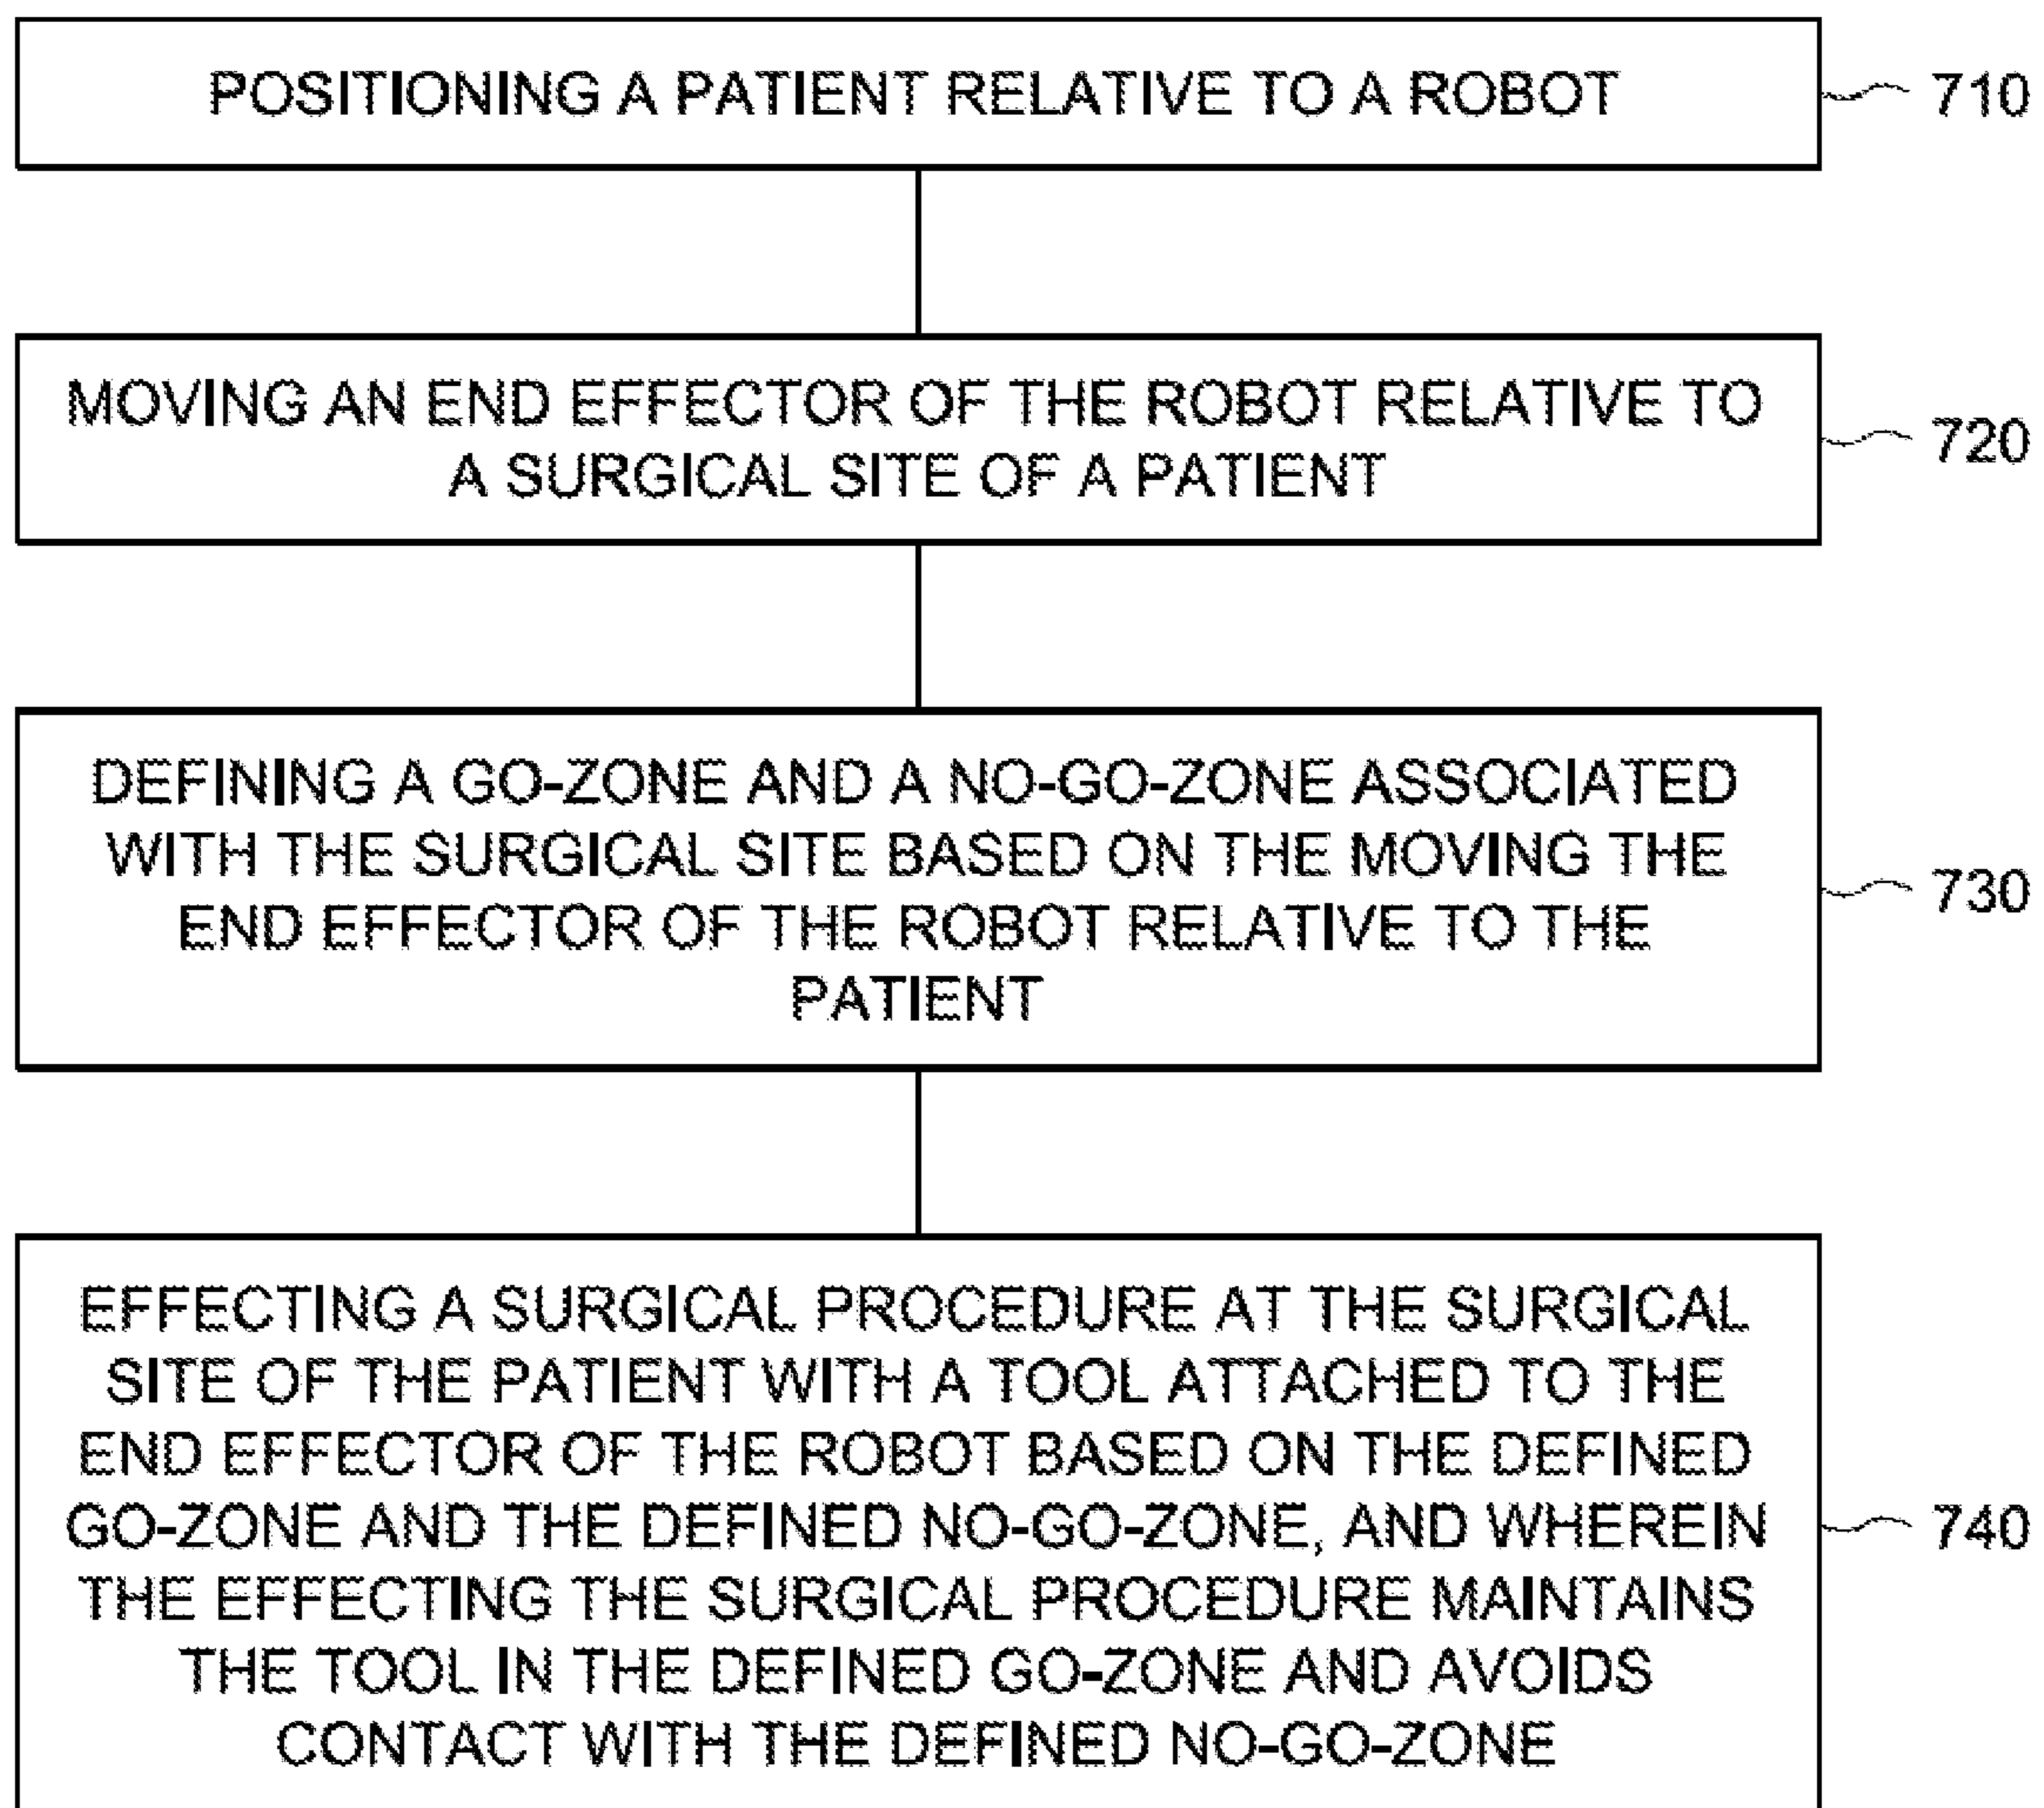 POSITIONING A PATIENT RELATIVE TO A ROBOT
710
MOVING AN END EFFECTOR OF THE ROBOT RELATIVE TO
A SURGICAL SITE OF A PATIENT
720
DEFINING A GO-ZONE AND A NO-GO-ZONE ASSOCIATED
WITH THE SURGICAL SITE BASED ON THE MOVING THE
END EFFECTOR OF THE ROBOT RELATIVE TO THE
PATIENT
730
EFFECTING A SURGICAL PROCEDURE AT THE SURGICAL
SITE OF THE PATIENT WITH A TOOL ATTACHED TO THE
END EFFECTOR OF THE ROBOT BASED ON THE DEFINED
GO-ZONE AND THE DEFINED NO-GO-ZONE, AND WHEREIN
THE EFFECTING THE SURGICAL PROCEDURE MAINTAINS
THE TOOL IN THE DEFINED GO-ZONE AND AVOIDS
CONTACT WITH THE DEFINED NO-GO-ZONE
740